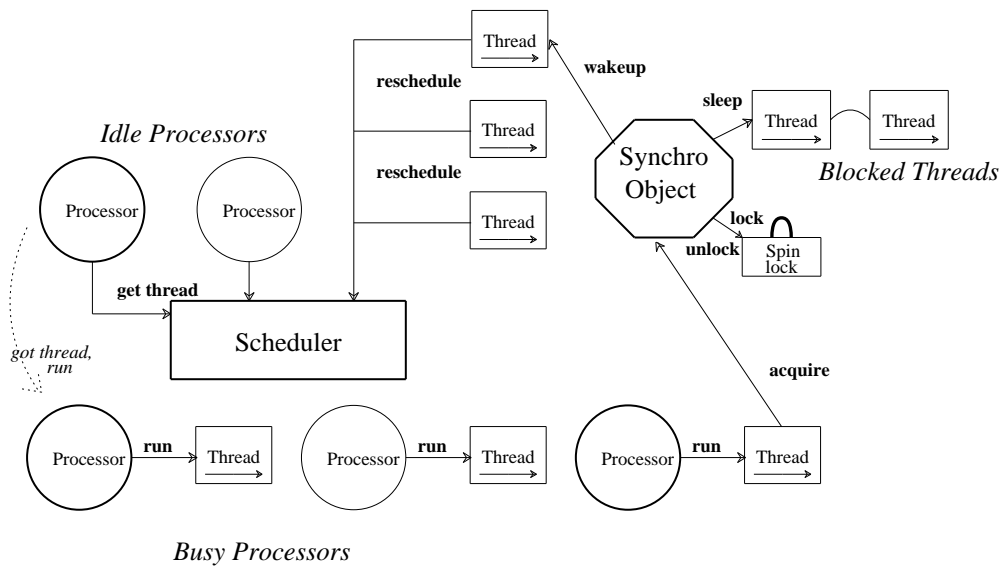 Thread
wakeup
reschedule
sleep
Thread
Thread
Idle Processors
Thread
Synchro
Object
Blocked Threads
reschedule
Processor
Processor
Thread
lock
unlock
Spin
lock
get thread
Scheduler
got thread,
run
acquire
Processor
run
Thread
Processor
run
Thread
Processor
run
Thread
Busy Processors